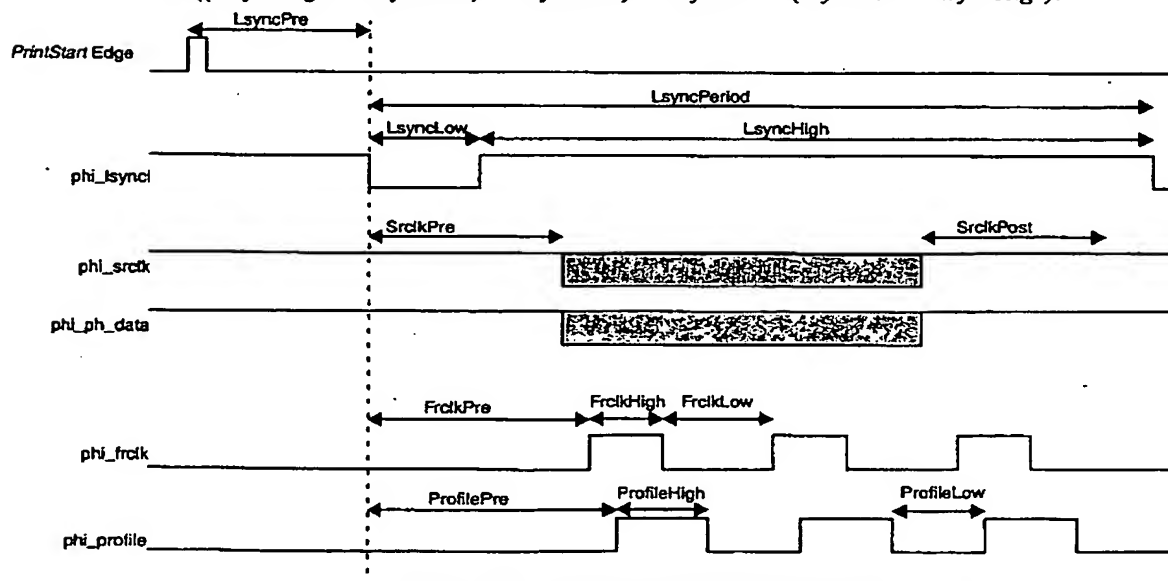 LsyncPre
PrintStart Edge
LsyncPeriod
LsyncLow
LsyncHigh
phi_lsyncl
SrclkPre
SrclkPost
phi_srclk
phi_ph_data
FrclkPre
FrclkHigh
FrclkLow
phi_frclk
ProfilePre
ProfileHigh
ProfileLow
phi_profile